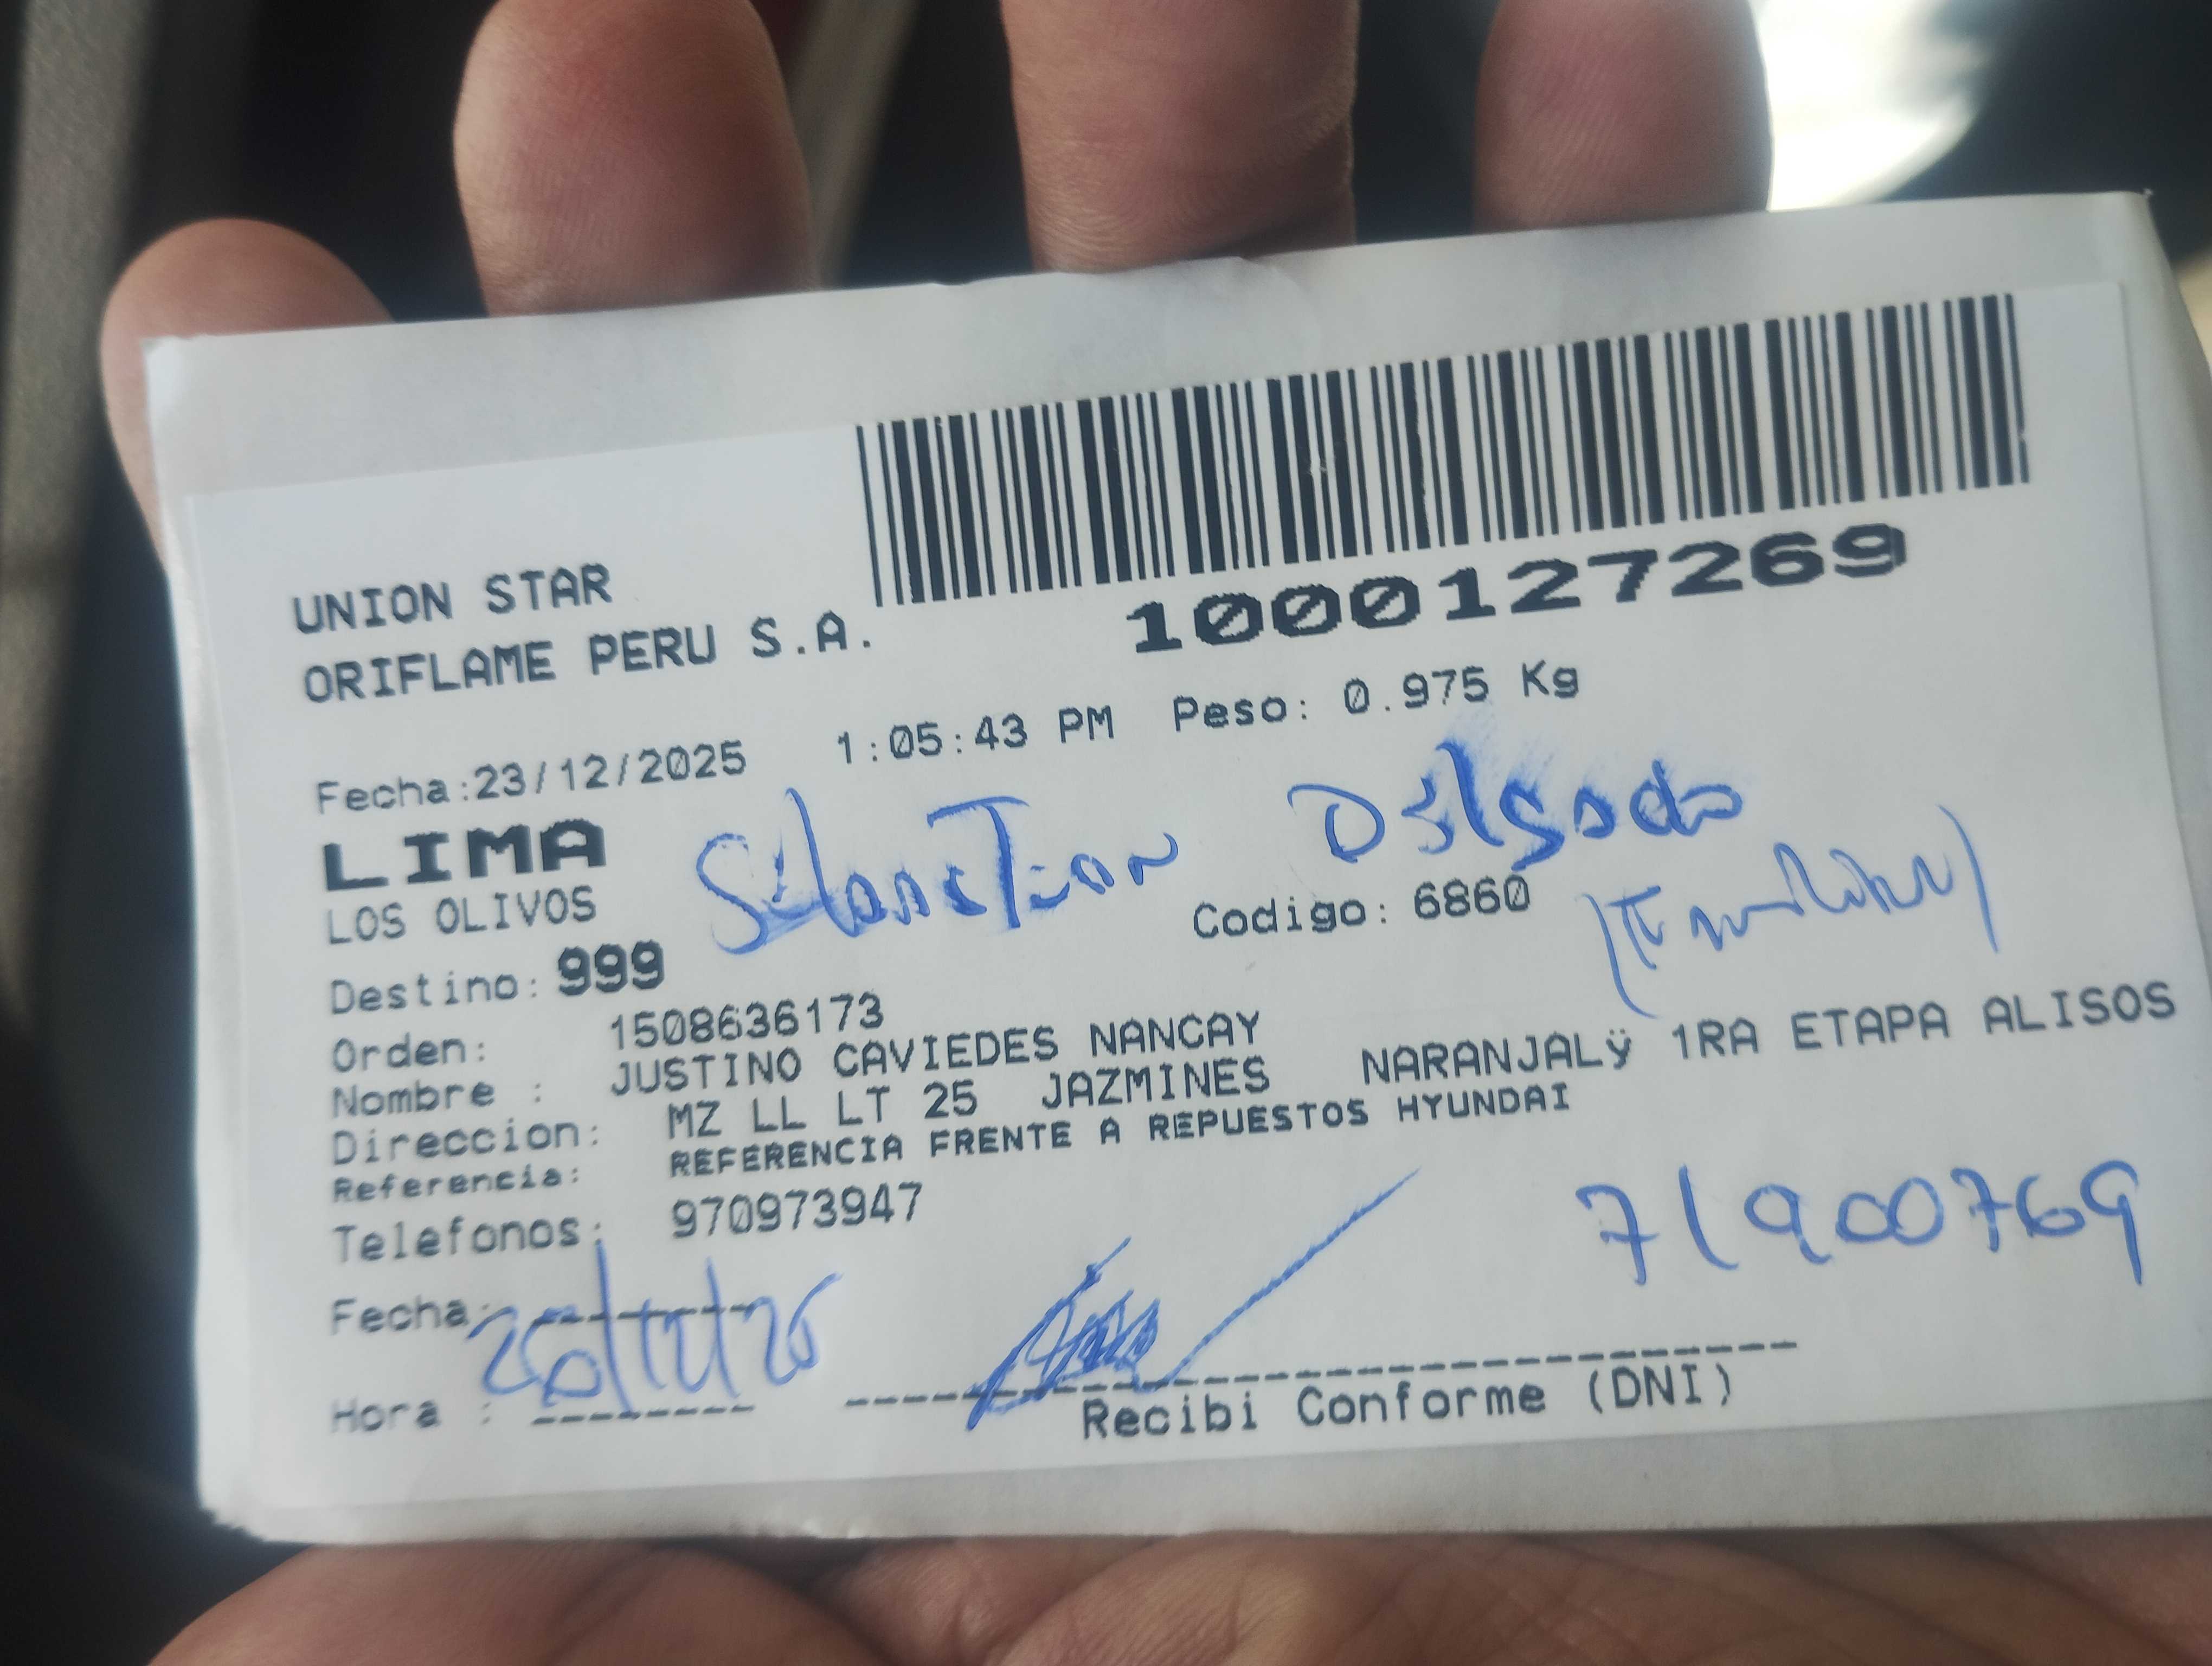 UNION STAR
ORIFLAME PERU S.A.
1000127269
Fecha:23/12/2025 1:05:43 PM Peso: 0.975 Kg
LIMA
Delgado
LOS OLIVOS
Codigo: 6860
Destino: 999
Orden: 1508636173
Nombre : JUSTINO CAVIEDES NANCAY
Direccion: MZ LL LT 25 JAZMINES NARANJALÿ 1RA ETAPA ALISOS
Referencia: REFERENCIA FRENTE A REPUESTOS HYUNDAI
Telefonos: 970973947
71900769
Fecha:
Hora :
Recibi Conforme (DNI)